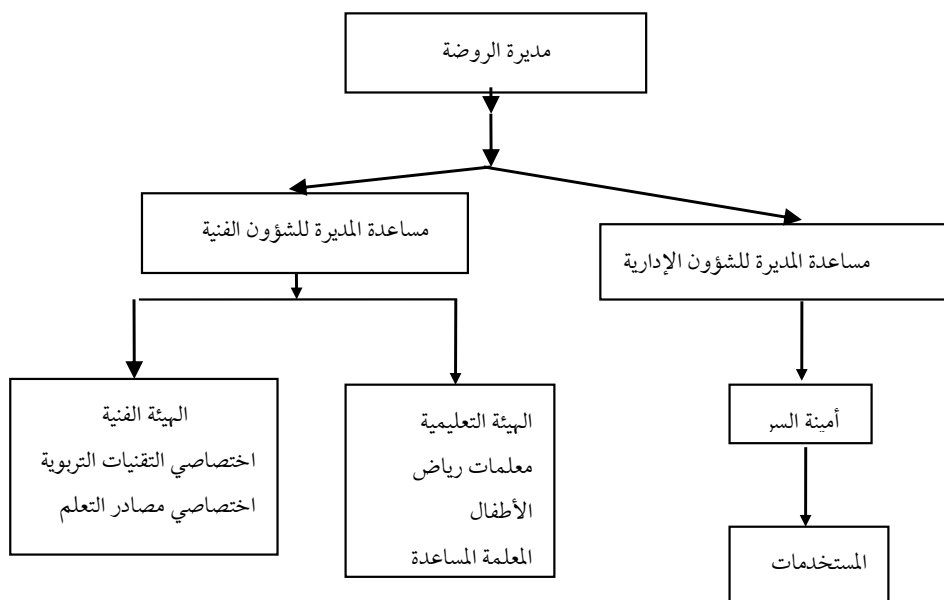 مديرة الروضة
مساعدة المديرة للشؤون الإدارية
مساعدة المديرة للشؤون الفنية
أمينة السر
المستخدمات
الهيئة التعليمية
معلمات رياض
الأطفال
المعلمة المساعدة
الهيئة الفنية
اختصاصي التقنيات التربوية
اختصاصي مصادر التعلم